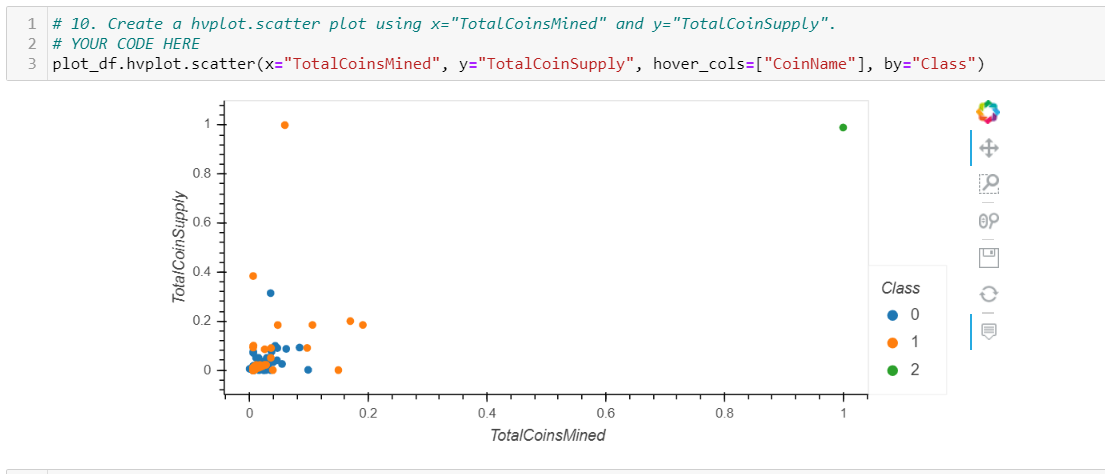 1 # 10. Create a hvplot.scatter plot using x="TotalCoinsMined" and y="TotalCoinSupply".
2 # YOUR CODE HERE
3 plot_df.hvplot.scatter(x="TotalCoinsMined", y="TotalCoinSupply", hover_cols=["CoinName"], by="Class")
TotalCoinSupply
1
0.8
0.6
0.4
0.2
0
0 0.2 0.4 0.6 0.8 1
TotalCoinsMined
Class
0
1
2